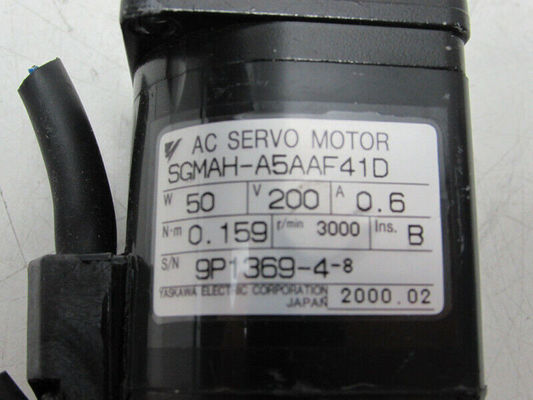 AC SERVO MOTOR
SGMAH-A5AAF41D
W 50 V 200 A 0.6
N·m 0.159 r/min 3000 Ins. B
S/N 9P1369-4-8
YASKAWA ELECTRIC CORPORATION
JAPAN 2000.02